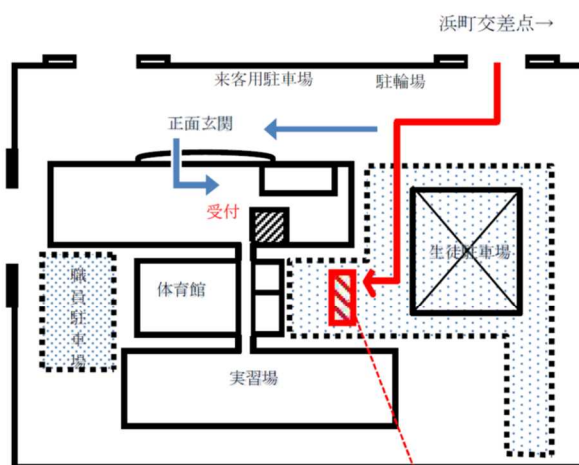 浜町交差点→
来客用駐車場
駐輪場
正面玄関
受付
生徒駐車場
体育館
職員駐車場
実習場